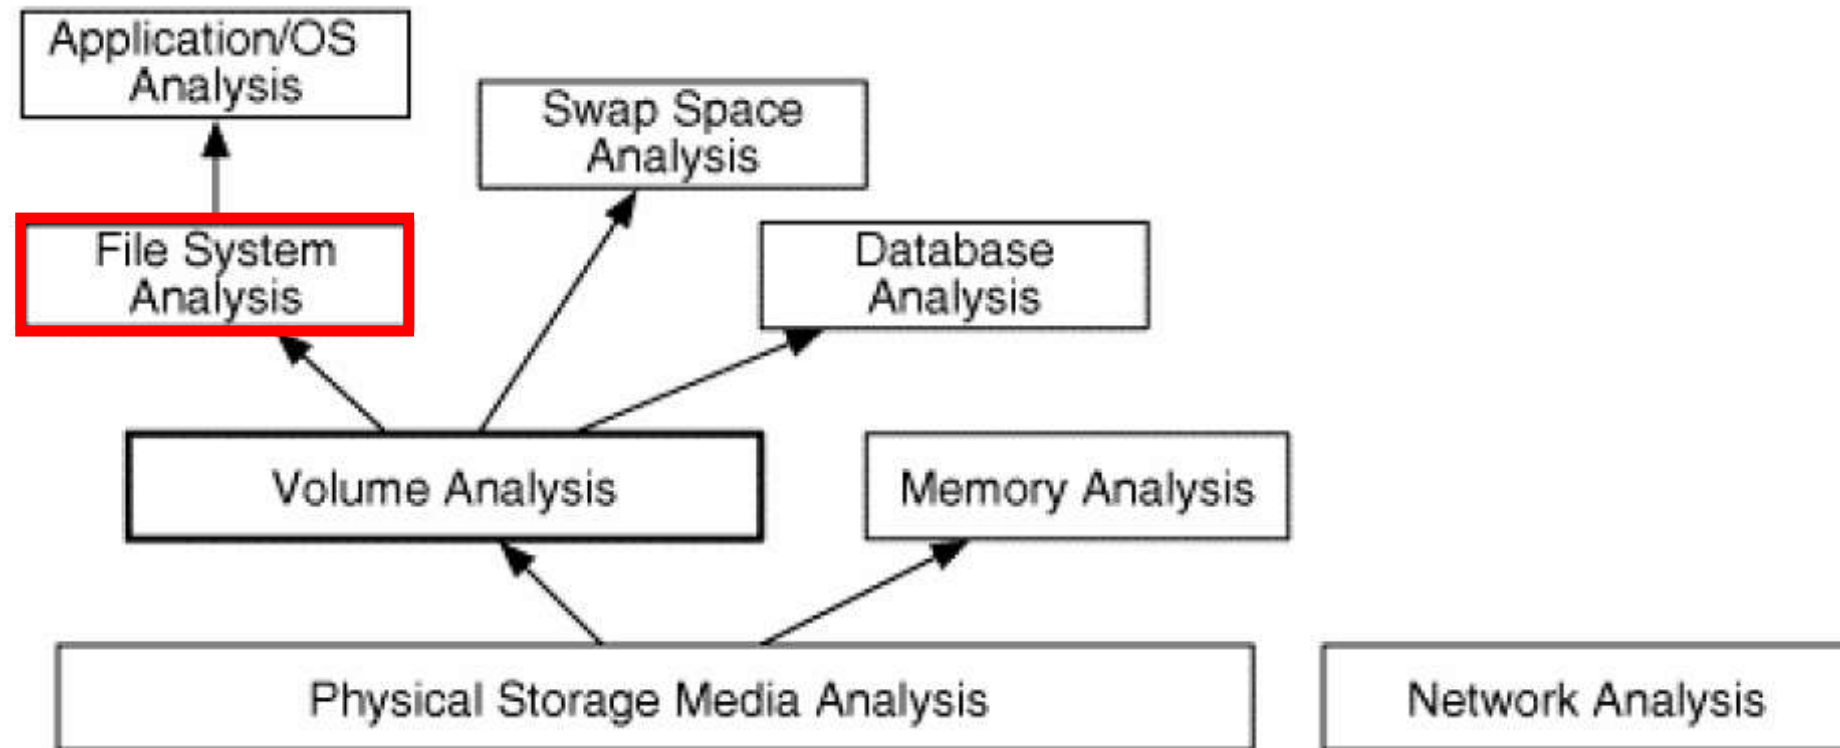 Application/OS
Analysis
Swap Space
Analysis
File System
Analysis
Database
Analysis
Volume Analysis
Memory Analysis
Physical Storage Media Analysis
Network Analysis